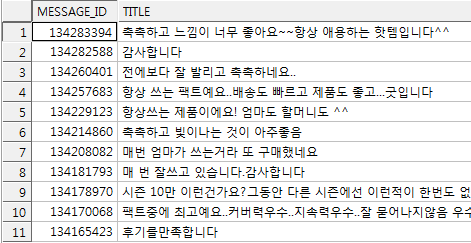 MESSAGE_ID TITLE
1 134283394 촉촉하고 느낌이 너무 좋아요~~항상 애용하는 핫템입니다^^
2 134282588 감사합니다
3 134260401 전에보다 잘 발리고 촉촉하네요..
4 134257683 항상 쓰는 팩트예요..배송도 빠르고 제품도 좋고...굿입니다
5 134229123 항상쓰는 제품이에요! 엄마도 할머니도 ^^
6 134214860 촉촉하고 빛이나는 것이 아주좋음
7 134208082 매번 엄마가 쓰는거라 또 구매했네요
8 134181793 매 번 잘쓰고 있습니다.감사합니다
9 134178970 시즌 10만 이런건가요?그동안 다른 시즌에선 이런적이 한번도 없
10 134170068 팩트중에 최고예요..커버력우수..지속력우수..잘 묻어나지않음 우수
11 134165423 후기를만족합니다